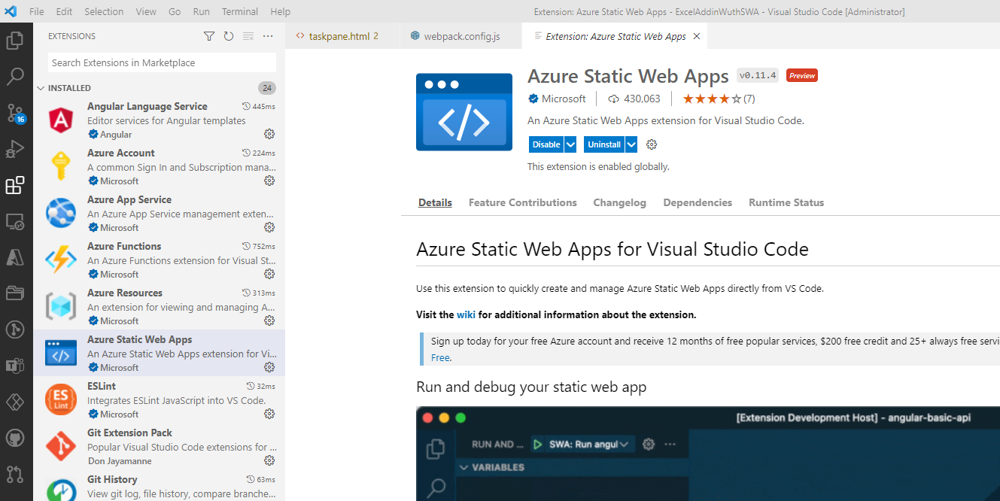 File Edit Selection View Go Run Terminal Help
Extension: Azure Static Web Apps - ExcelAddinWuthSWA - Visual Studio Code [Administrator]
EXTENSIONS
taskpane.html 2
webpack.config.js
Extension: Azure Static Web Apps
Search Extensions in Marketplace
INSTALLED 24
Angular Language Service 445ms
Editor services for Angular templates
Angular
Azure Account 224ms
A common Sign In and Subscription mana...
Microsoft
Azure App Service
An Azure App Service management exten...
Microsoft
Azure Functions 752ms
An Azure Functions extension for Visual St...
Microsoft
Azure Resources 313ms
An extension for viewing and managing A...
Microsoft
Azure Static Web Apps
An Azure Static Web Apps extension for Vi...
Microsoft
ESLint 32ms
Integrates ESLint JavaScript into VS Code.
Microsoft
Git Extension Pack
Popular Visual Studio Code extensions for ...
Don Jayamanne
Git History 63ms
View git log, file history, compare branche...
16
A
ES
Lint
Azure Static Web Apps v0.11.4 Preview
Microsoft 430,063 (7)
An Azure Static Web Apps extension for Visual Studio Code.
Disable Uninstall
This extension is enabled globally.
Details Feature Contributions Changelog Dependencies Runtime Status
Azure Static Web Apps for Visual Studio Code
Use this extension to quickly create and manage Azure Static Web Apps directly from VS Code.
Visit the wiki for additional information about the extension.
Sign up today for your free Azure account and receive 12 months of free popular services, $200 free credit and 25+ always free servi
Free.
Run and debug your static web app
[Extension Development Host] - angular-basic-api
RUN AND ... SWA: Run angul
VARIABLES